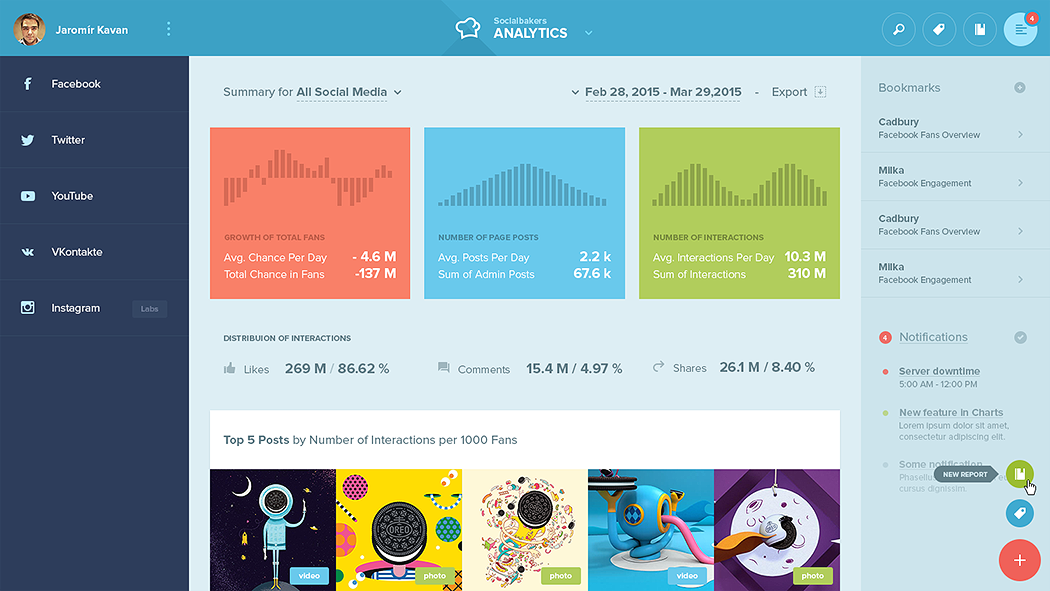 Jaromír Kavan
Socialbakers
ANALYTICS
4
Facebook
Twitter
YouTube
VKontakte
Instagram
Labs
Summary for All Social Media
Feb 28, 2015 - Mar 29,2015 - Export
GROWTH OF TOTAL FANS
Avg. Chance Per Day - 4.6 M
Total Chance in Fans -137 M
NUMBER OF PAGE POSTS
Avg. Posts Per Day 2.2 k
Sum of Admin Posts 67.6 k
NUMBER OF INTERACTIONS
Avg. Interactions Per Day 10.3 M
Sum of Interactions 310 M
DISTRIBUION OF INTERACTIONS
Likes 269 M / 86.62 %
Comments 15.4 M / 4.97 %
Shares 26.1 M / 8.40 %
Top 5 Posts by Number of Interactions per 1000 Fans
OREO
video
photo
photo
video
photo
Bookmarks
Cadbury
Facebook Fans Overview
Milka
Facebook Engagement
Cadbury
Facebook Fans Overview
Milka
Facebook Engagement
4 Notifications
Server downtime
5:00 AM - 12:00 PM
New feature in Charts
Lorem ipsum dolor sit amet,
consectetur adipiscing elit.
Some notification
NEW REPORT
cursus dignissim.